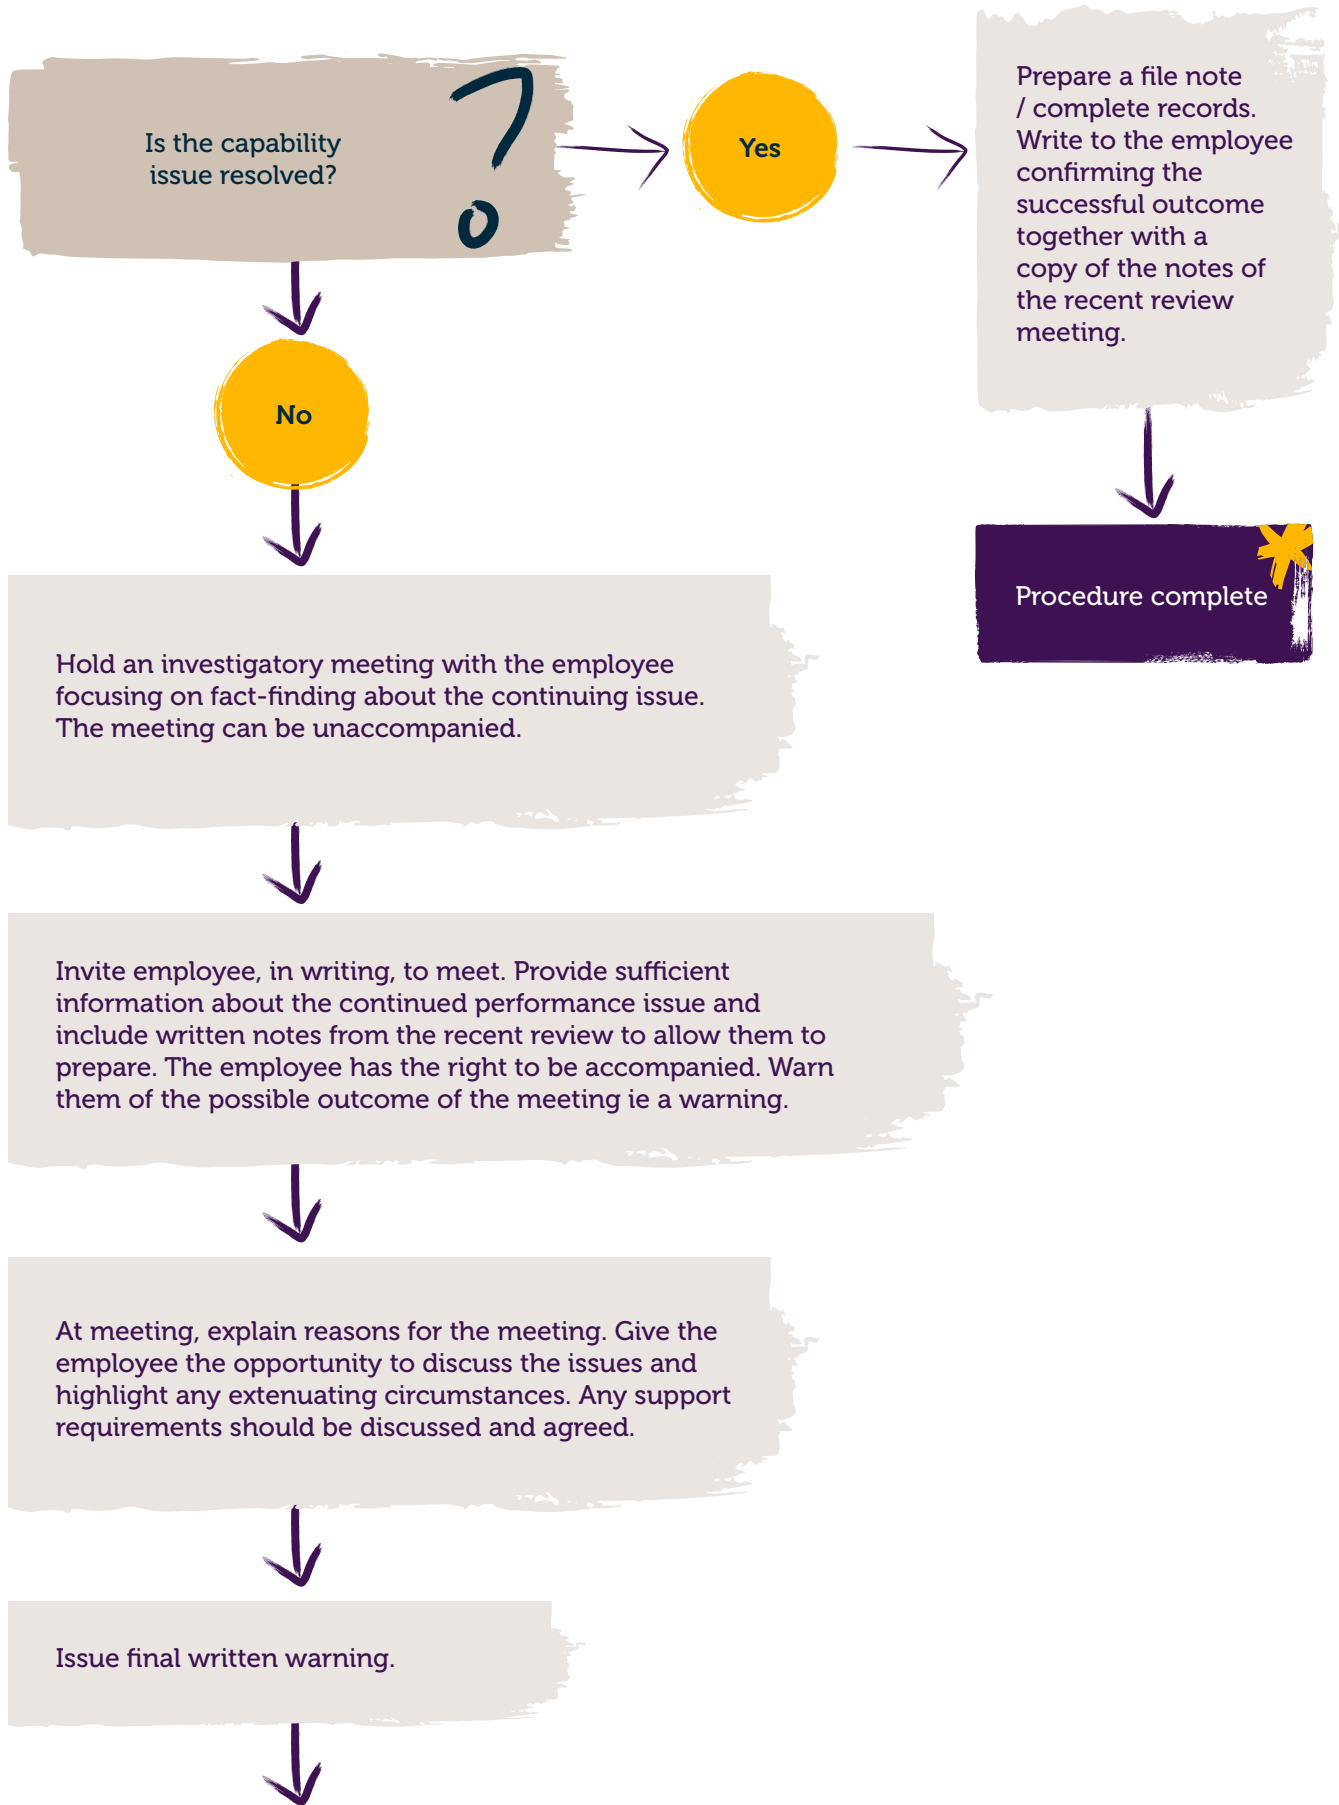 Is the capability
issue resolved?
Yes
Prepare a file note
/ complete records.
Write to the employee
confirming the
successful outcome
together with a
copy of the notes of
the recent review
meeting.
Procedure complete
No
Hold an investigatory meeting with the employee
focusing on fact-finding about the continuing issue.
The meeting can be unaccompanied.
Invite employee, in writing, to meet. Provide sufficient
information about the continued performance issue and
include written notes from the recent review to allow them to
prepare. The employee has the right to be accompanied. Warn
them of the possible outcome of the meeting ie a warning.
At meeting, explain reasons for the meeting. Give the
employee the opportunity to discuss the issues and
highlight any extenuating circumstances. Any support
requirements should be discussed and agreed.
Issue final written warning.